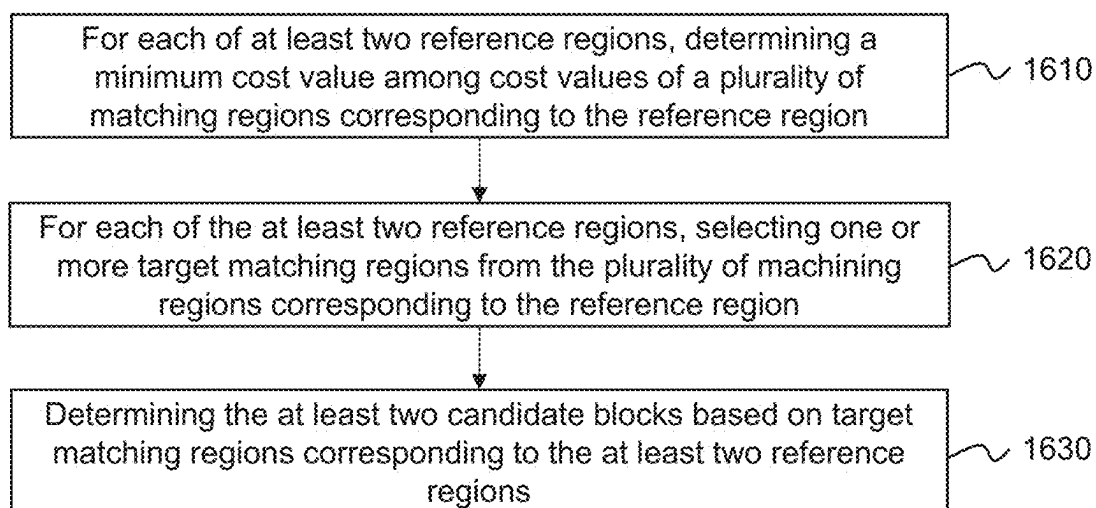 For each of at least two reference regions, determining a
minimum cost value among cost values of a plurality of
matching regions corresponding to the reference region
1610
For each of the at least two reference regions, selecting one or
more target matching regions from the plurality of machining
regions corresponding to the reference region
1620
Determining the at least two candidate blocks based on target
matching regions corresponding to the at least two reference
regions
1630